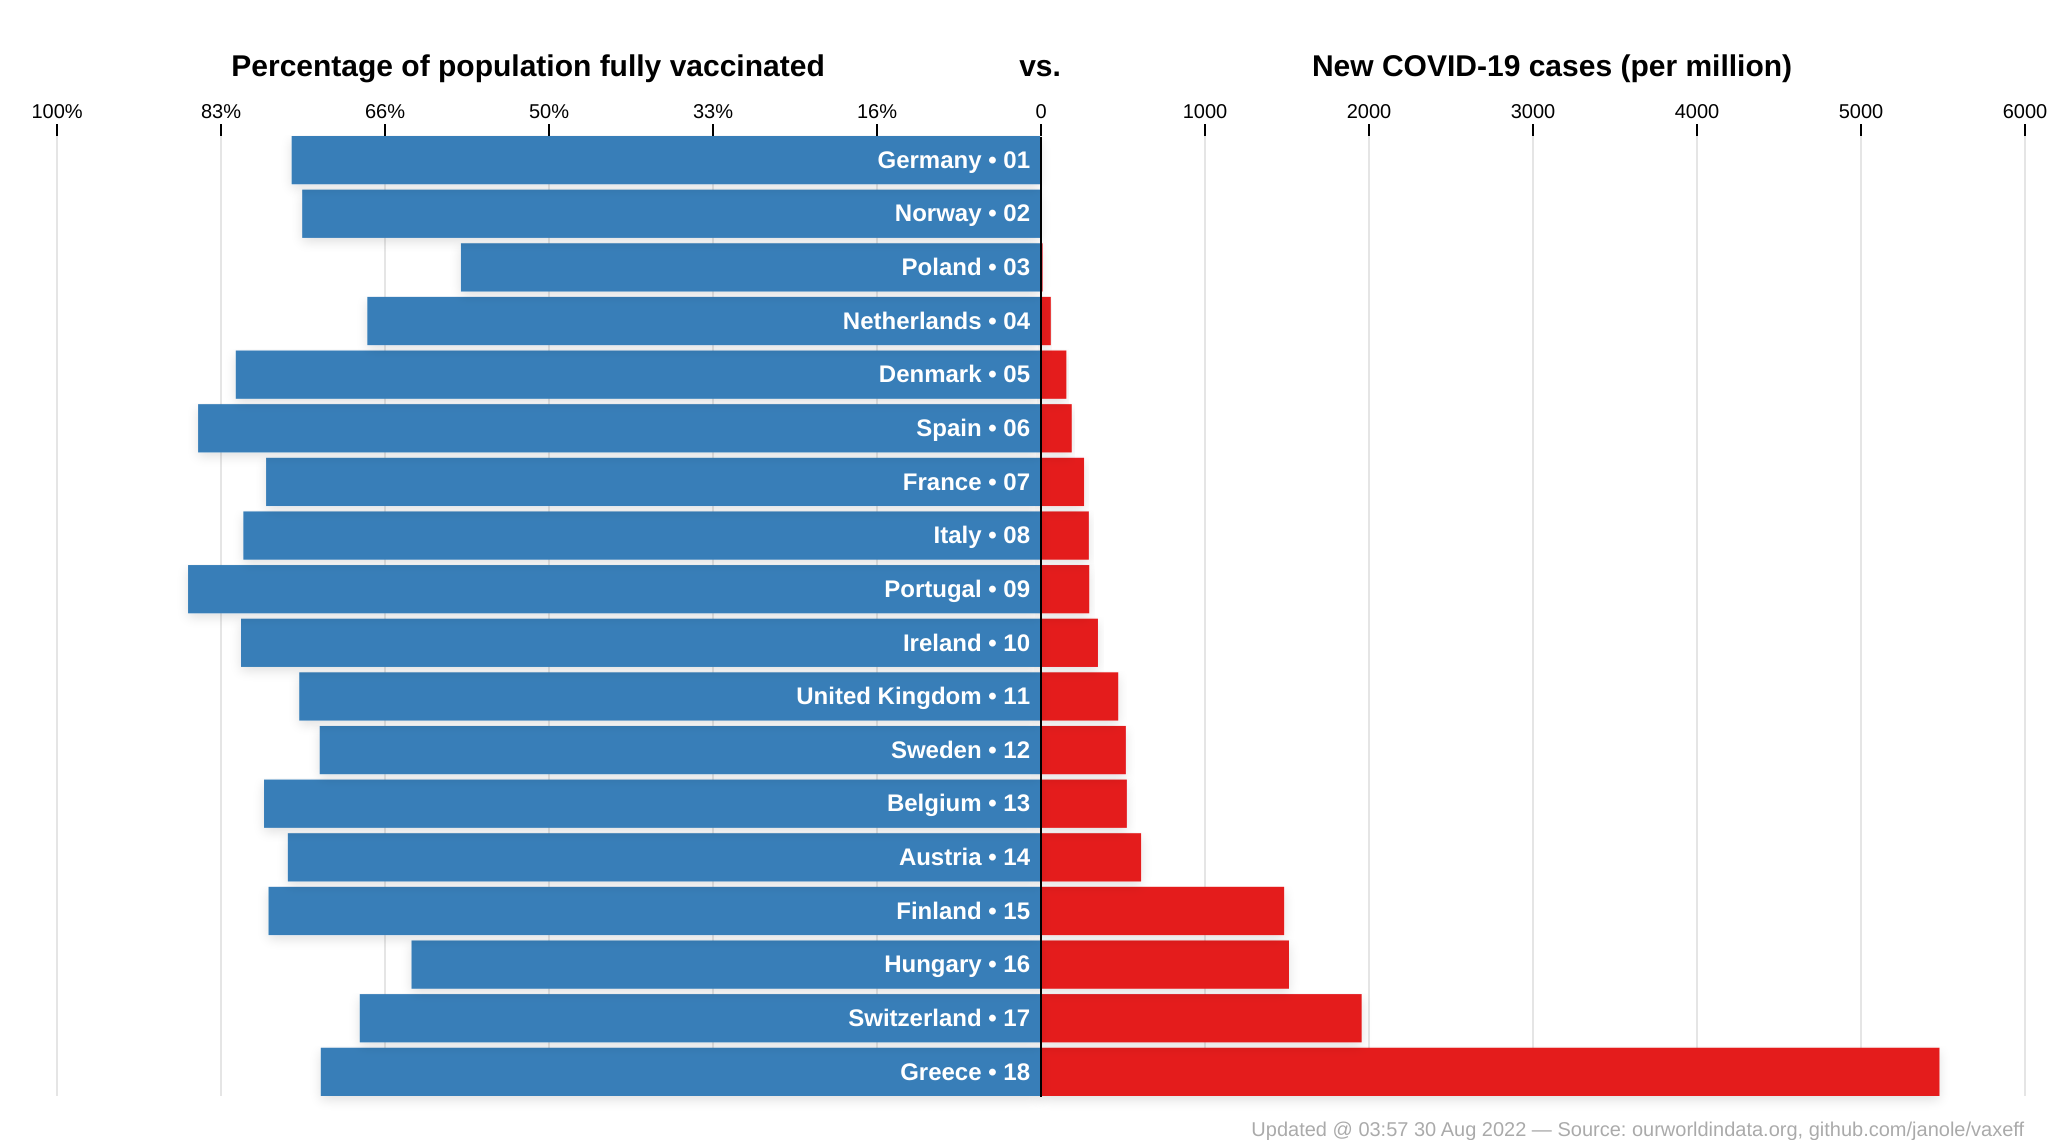 Percentage of population fully vaccinated vs. New COVID-19 cases (per million)
100% 83% 66% 50% 33% 16% 0 1000 2000 3000 4000 5000 6000
Germany • 01
Norway • 02
Poland • 03
Netherlands • 04
Denmark • 05
Spain • 06
France • 07
Italy • 08
Portugal • 09
Ireland • 10
United Kingdom • 11
Sweden • 12
Belgium • 13
Austria • 14
Finland • 15
Hungary • 16
Switzerland • 17
Greece • 18
Updated @ 03:57 30 Aug 2022 — Source: ourworldindata.org, github.com/janole/vaxeff